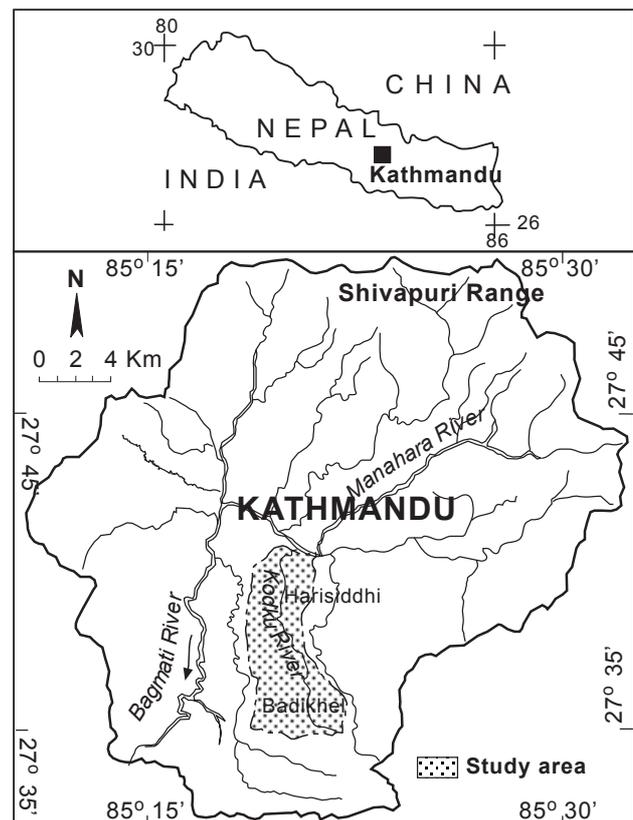 80
30
CHINA
NEPAL
Kathmandu
INDIA
26
86
85° 15’
85° 30’
N
Shivapuri Range
0 2 4 Km
27° 45’
27° 45’
Manahara River
KATHMANDU
Harisiddhi
Kodku River
Bagmati River
Badikhel
27° 35’
27° 35’
Study area
85° 15’
85° 30’